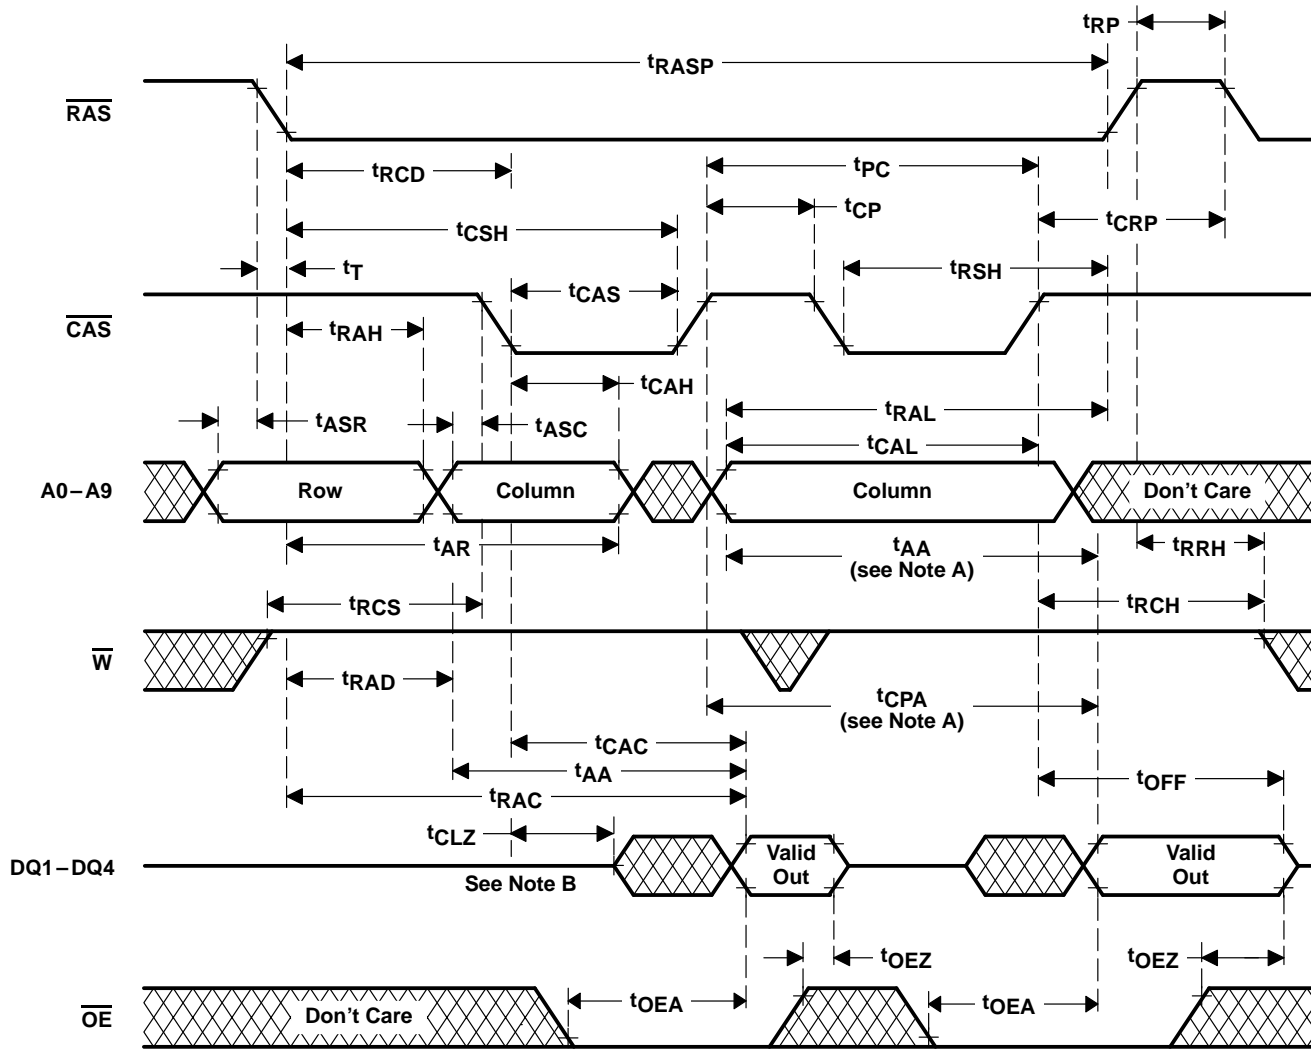 tRP
tRASP
RAS
tRCD
tPC
tCP
tCSH
tCRP
tT
tCAS
tRSH
CAS
tRAH
tCAH
tRAL
tASR
tASC
tCAL
A0–A9
Row
Column
Column
Don't Care
tAR
tAA
(see Note A)
tRRH
tRCS
tRCH
W
tRAD
tCPA
(see Note A)
tCAC
tAA
tOFF
tRAC
tCLZ
DQ1–DQ4
Valid
Out
Valid
Out
See Note B
tOEZ
tOEZ
tOEA
tOEA
OE
Don't Care